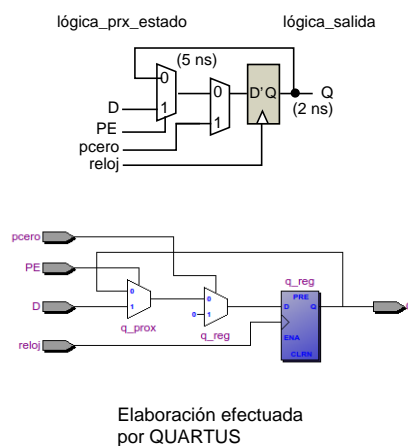 lógica_prx_estado lógica_salida
0 (5 ns)
D 1 0 D' Q Q
PE (2 ns)
pcero 1
reloj
pcero
PE q_reg
D 0 1 0 0 1 D PRE Q
q_prox q_reg ENA
reloj CLRN
Elaboración efectuada
por QUARTUS